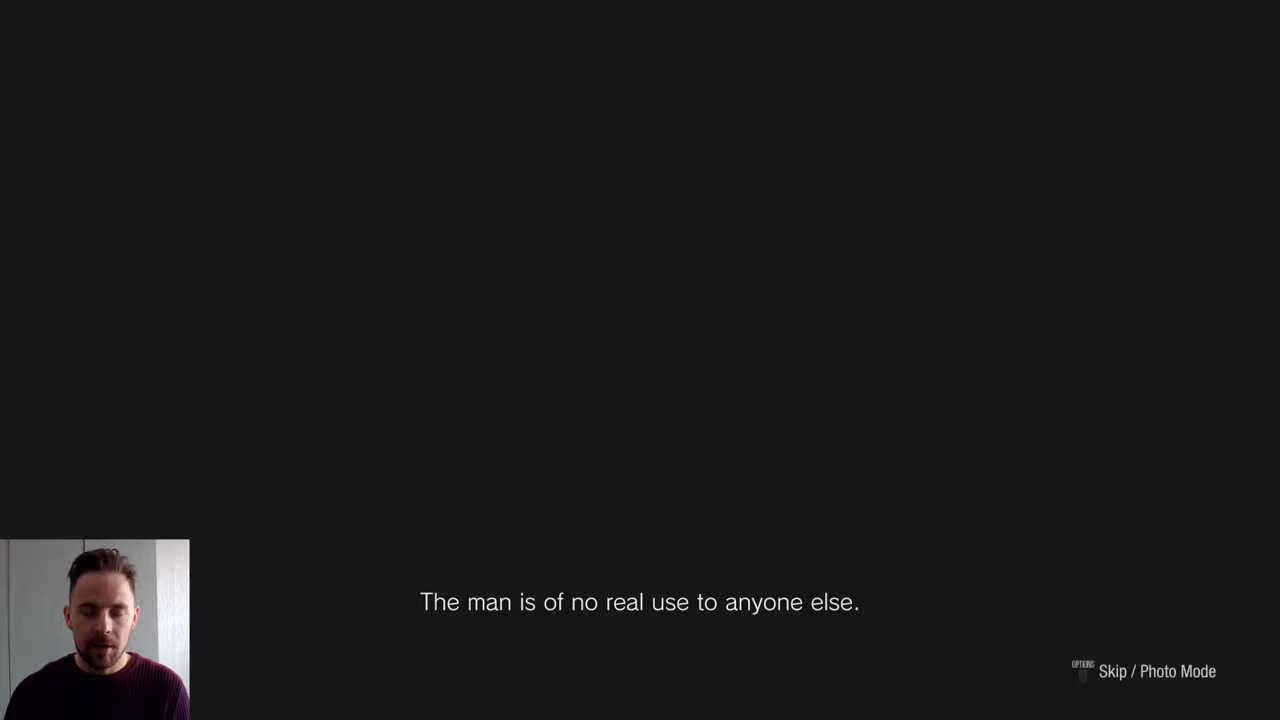 The man is of no real use to anyone else.
OPTIONS
Skip / Photo Mode